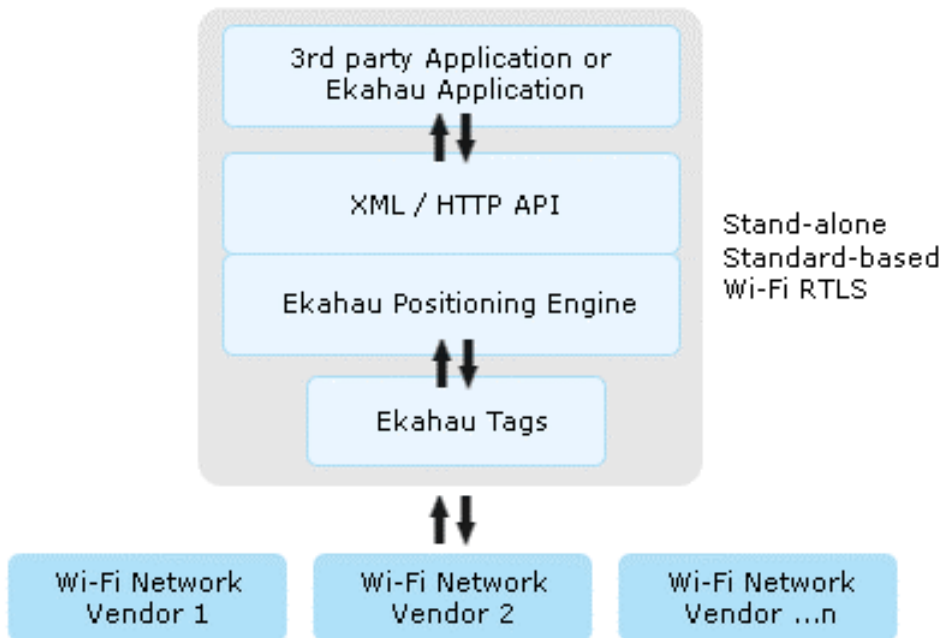 3rd party Application or
Ekahau Application
XML / HTTP API
Ekahau Positioning Engine
Ekahau Tags
Stand-alone
Standard-based
Wi-Fi RTLS
Wi-Fi Network
Vendor 1
Wi-Fi Network
Vendor 2
Wi-Fi Network
Vendor ...n